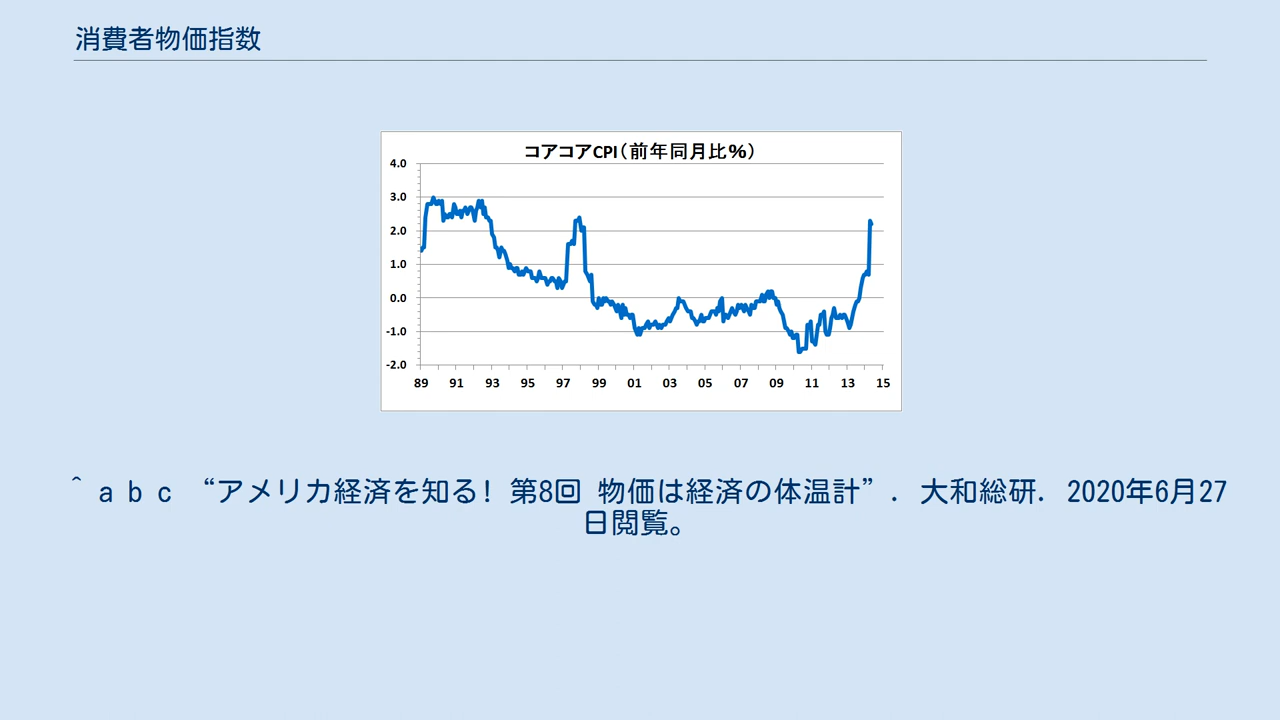 消費者物価指数
コアコアCPI（前年同月比％）
4.0
3.0
2.0
1.0
0.0
-1.0
-2.0
89 91 93 95 97 99 01 03 05 07 09 11 13 15
^ a b c “アメリカ経済を知る! 第8回 物価は経済の体温計”. 大和総研. 2020年6月27
日閲覧。